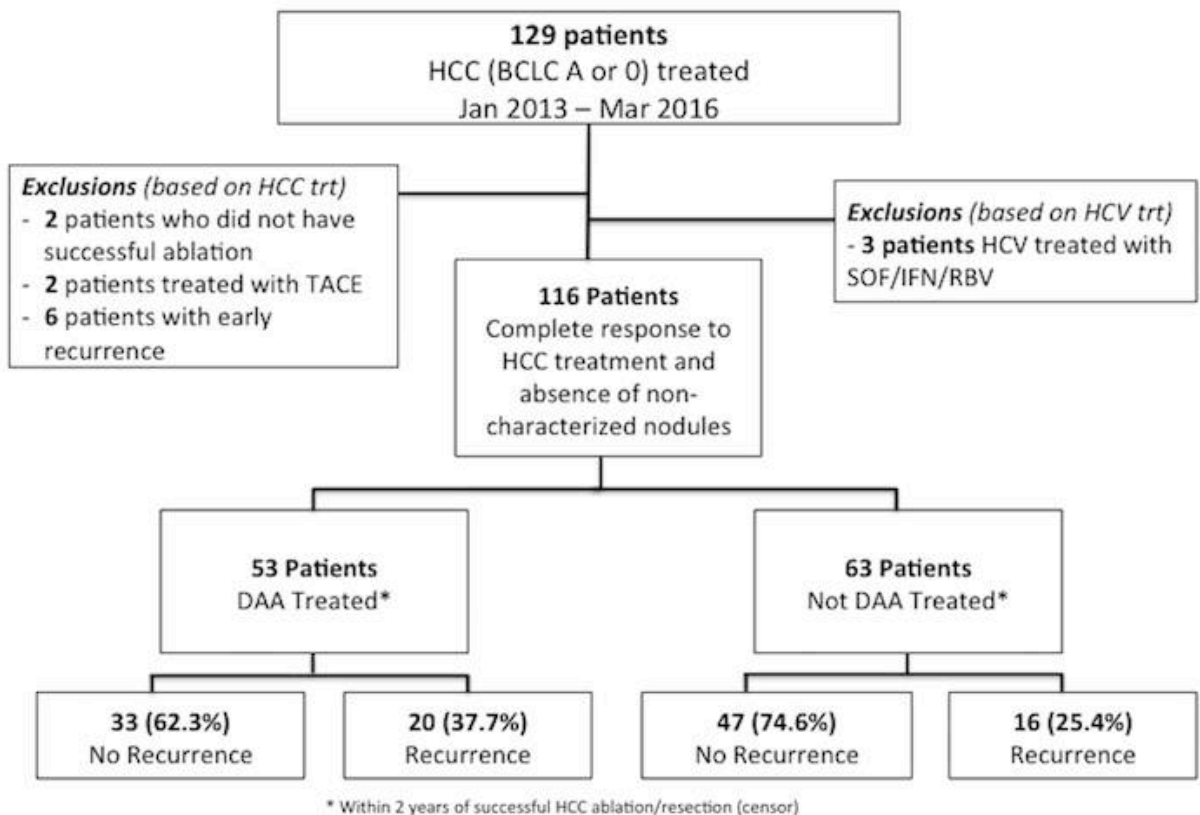 129 patients
HCC (BCLC A or 0) treated
Jan 2013 – Mar 2016
Exclusions (based on HCC trt)
- 2 patients who did not have
successful ablation
- 2 patients treated with TACE
- 6 patients with early
recurrence
Exclusions (based on HCV trt)
- 3 patients HCV treated with
SOF/IFN/RBV
116 Patients
Complete response to
HCC treatment and
absence of non-
characterized nodules
53 Patients
DAA Treated*
63 Patients
Not DAA Treated*
33 (62.3%)
No Recurrence
20 (37.7%)
Recurrence
47 (74.6%)
No Recurrence
16 (25.4%)
Recurrence
* Within 2 years of successful HCC ablation/resection (censor)